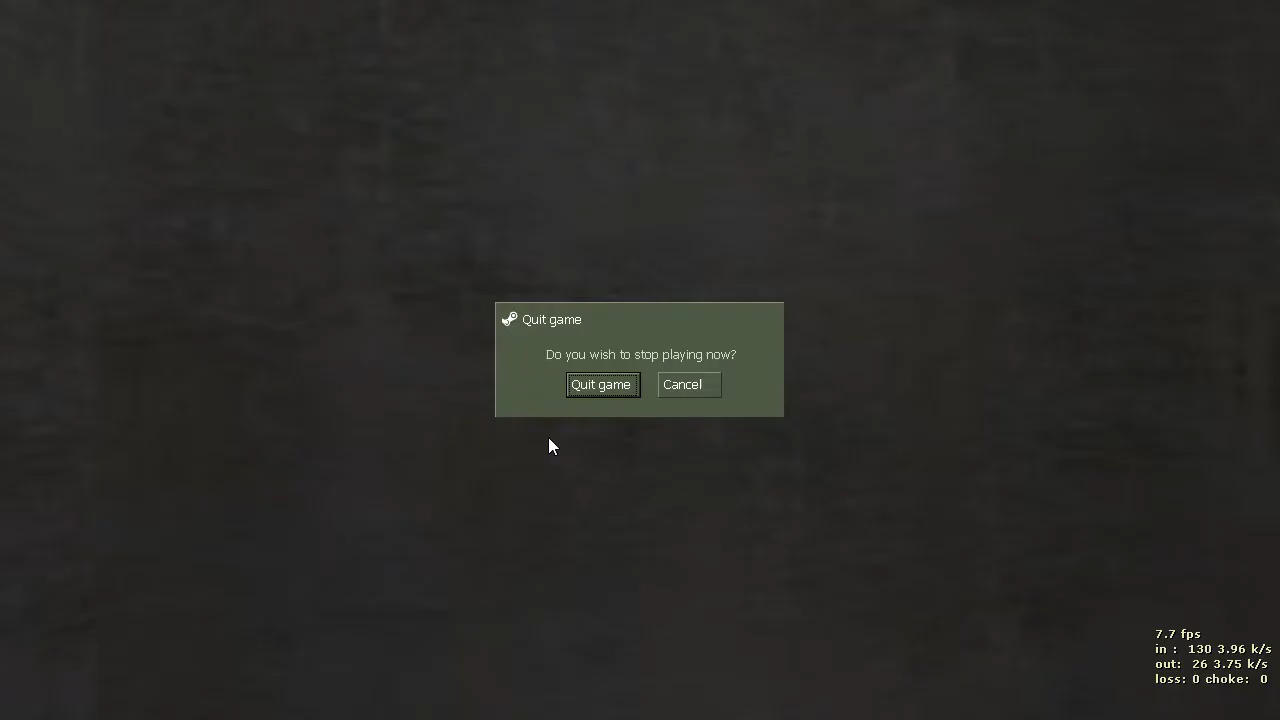 Quit game
Do you wish to stop playing now?
Quit game Cancel
7.7 fps
in : 130 3.96 k/s
out: 26 3.75 k/s
loss: 0 choke: 0